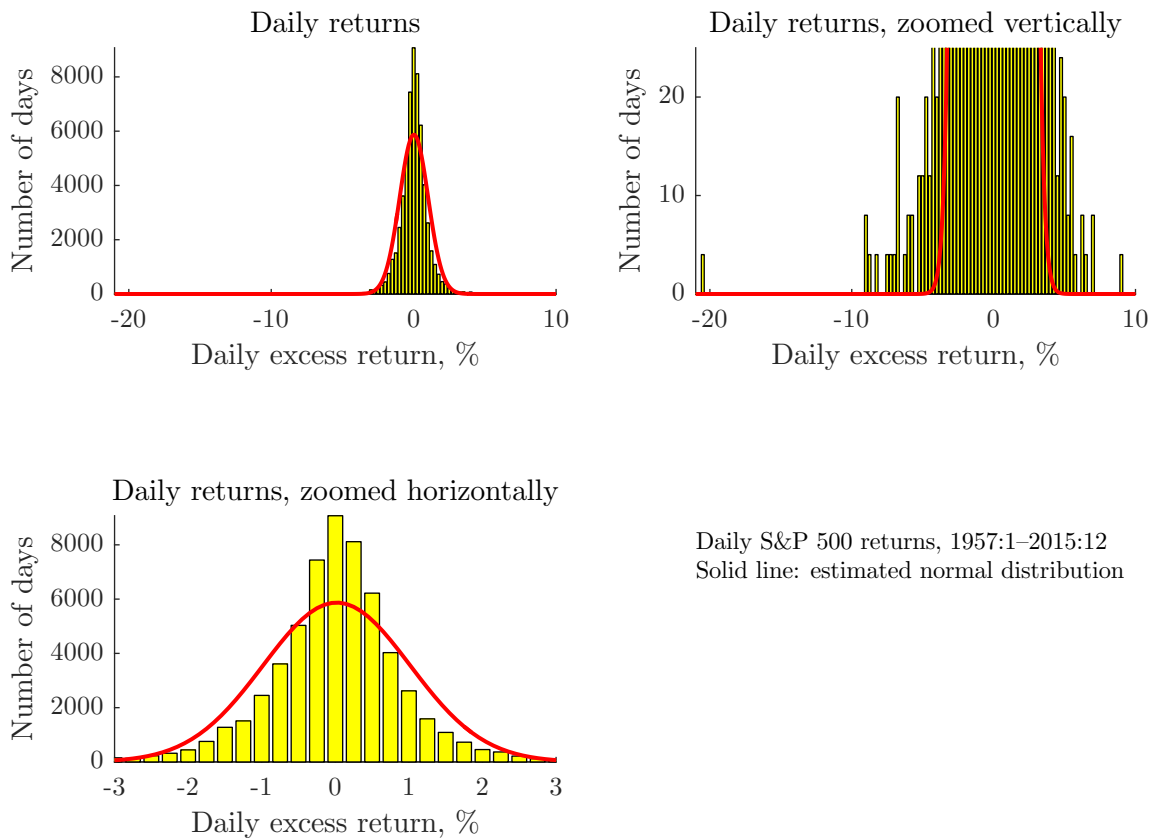 Daily returns
Number of days
8000
6000
4000
2000
0
-20
-10
0
10
Daily excess return, %
Daily returns, zoomed vertically
Number of days
20
10
0
-20
-10
0
10
Daily excess return, %
Daily returns, zoomed horizontally
Number of days
8000
6000
4000
2000
0
-3
-2
-1
0
1
2
3
Daily excess return, %
Daily S&P 500 returns, 1957:1–2015:12
Solid line: estimated normal distribution